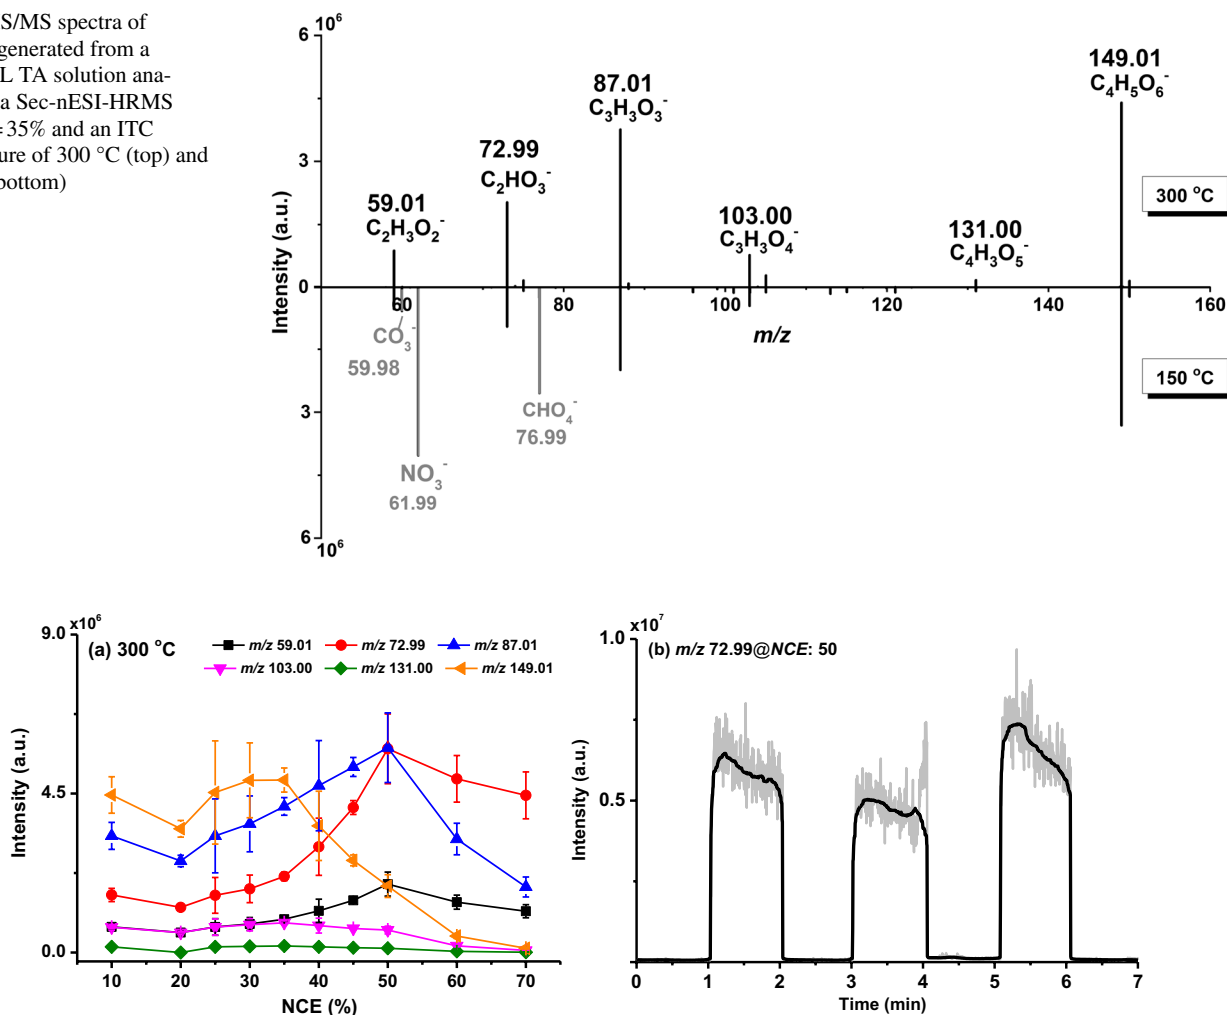 S/MS spectra of
generated from a
L TA solution ana-
a Sec-nESI-HRMS
=35% and an ITC
ure of 300 °C (top) and
bottom)
6
10⁶
149.01
C₄H₅O₆⁻
87.01
C₃H₃O₃⁻
72.99
C₂HO₃⁻
3
300 °C
59.01
C₂H₃O₂⁻
103.00
C₃H₃O₄⁻
131.00
C₄H₃O₅⁻
Intensity (a.u.)
0
60
80
100
120
140
160
m/z
CO₃⁻
59.98
150 °C
3
CHO₄⁻
76.99
NO₃⁻
61.99
6
10⁶
x10⁶
9.0
(a) 300 °C
m/z 59.01
m/z 72.99
m/z 87.01
m/z 103.00
m/z 131.00
m/z 149.01
4.5
0.0
Intensity (a.u.)
10
20
30
40
50
60
70
NCE (%)
x10⁷
1.0
(b) m/z 72.99@NCE: 50
0.5
Intensity (a.u.)
0
1
2
3
4
5
6
7
Time (min)